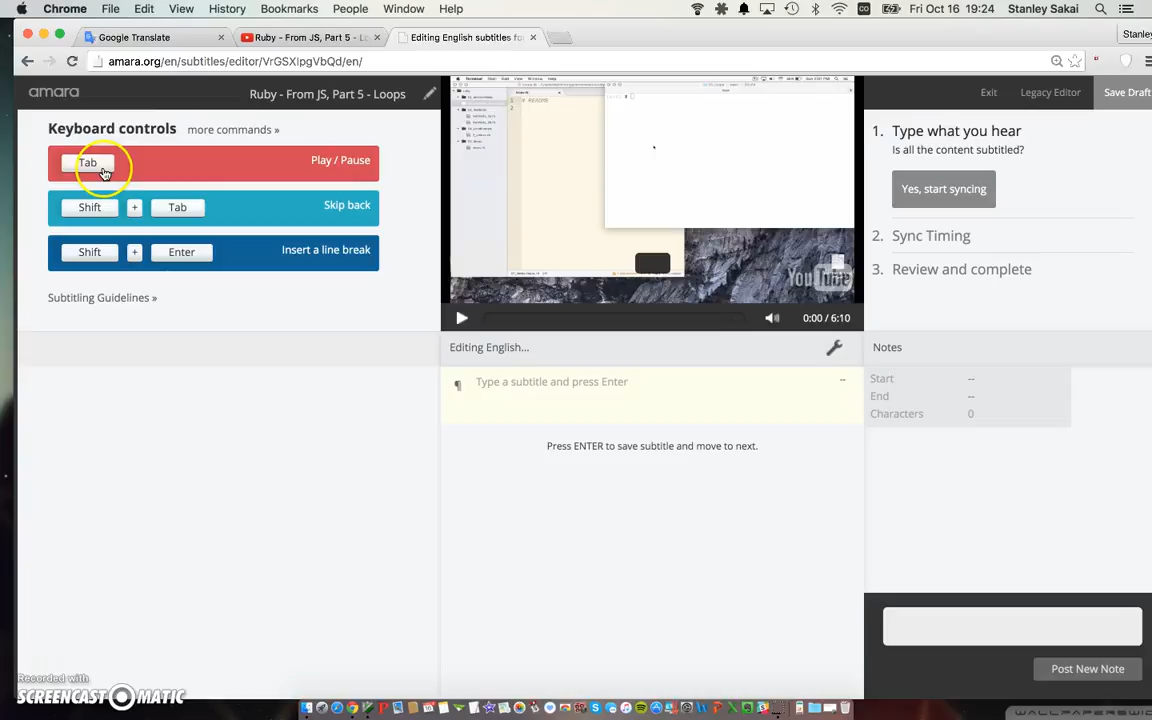 Chrome File Edit View History Bookmarks People Window Help Fri Oct 16 19:24 Stanley Sakai
Google Translate × Ruby - From JS, Part 5 - Lo × Editing English subtitles fo × Stanley
amara.org/en/subtitles/editor/VrGSXIpgVbQd/en/
amara Ruby - From JS, Part 5 - Loops
Exit Legacy Editor Save Draft
Keyboard controls more commands »
Tab Play / Pause
Shift + Tab Skip back
Shift + Enter Insert a line break
Subtitling Guidelines »
# README
YouTube
0:00 / 6:10
1. Type what you hear
Is all the content subtitled?
Yes, start syncing
2. Sync Timing
3. Review and complete
Editing English...
¶ Type a subtitle and press Enter --
Press ENTER to save subtitle and move to next.
Notes
Start --
End --
Characters 0
Post New Note
Recorded with
SCREENCAST-O-MATIC